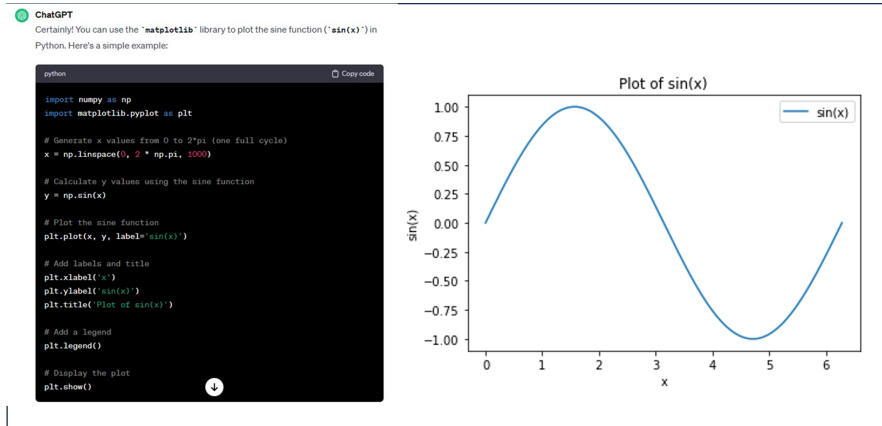 ChatGPT
Certainly! You can use the `matplotlib` library to plot the sine function (`sin(x)`) in
Python. Here's a simple example:
python
Copy code
import numpy as np
import matplotlib.pyplot as plt
# Generate x values from 0 to 2*pi (one full cycle)
x = np.linspace(0, 2 * np.pi, 1000)
# Calculate y values using the sine function
y = np.sin(x)
# Plot the sine function
plt.plot(x, y, label='sin(x)')
# Add labels and title
plt.xlabel('x')
plt.ylabel('sin(x)')
plt.title('Plot of sin(x)')
# Add a legend
plt.legend()
# Display the plot
plt.show()
Plot of sin(x)
sin(x)
1.00
0.75
0.50
0.25
0.00
−0.25
−0.50
−0.75
−1.00
sin(x)
0 1 2 3 4 5 6
x